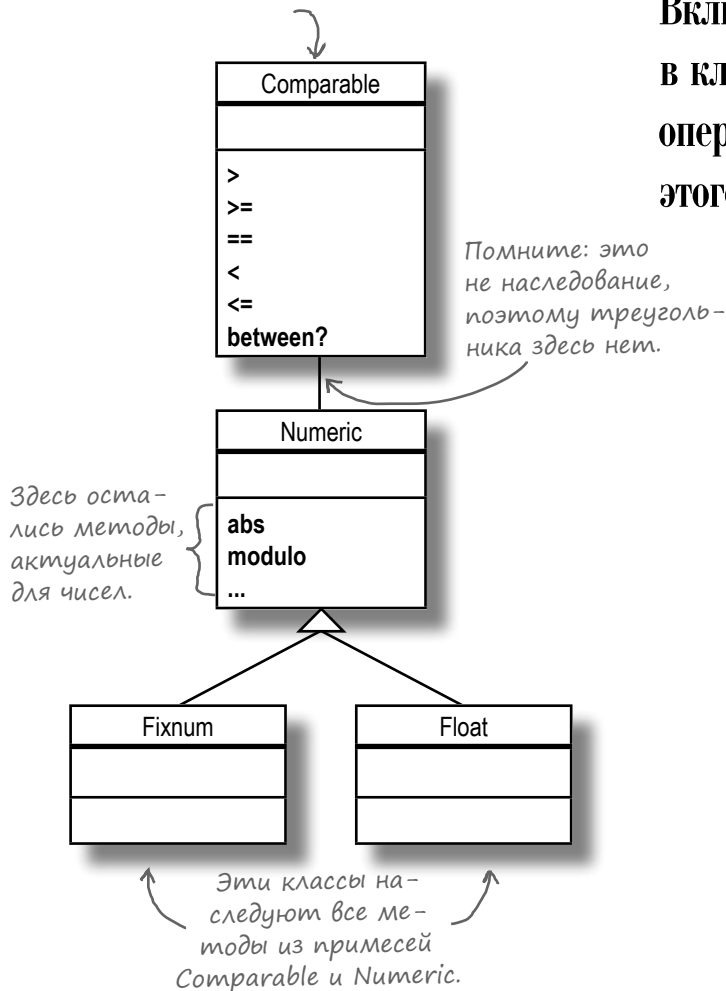 Comparable
>
>=
==
<
<=
between?
Помните: это
не наследование,
поэтому треуголь-
ника здесь нет.
Numeric
Здесь оста-
лись методы,
актуальные
для чисел.
abs
modulo
...
Fixnum
Float
Эти классы на-
следуют все ме-
тоды из примесей
Comparable и Numeric.